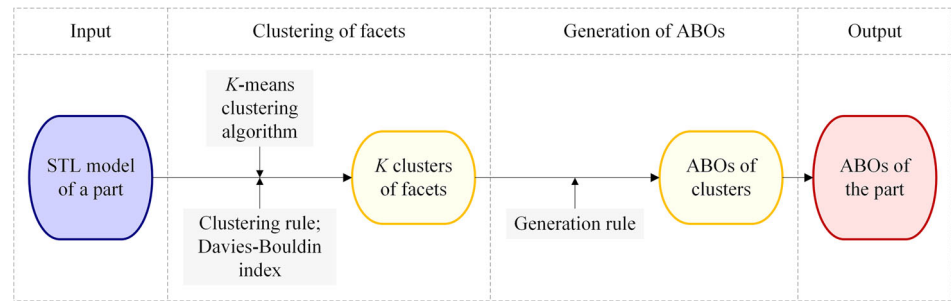 Input
Clustering of facets
Generation of ABOs
Output
K-means
clustering
algorithm
STL model
of a part
K clusters
of facets
ABOs of
clusters
ABOs of
the part
Clustering rule;
Davies-Bouldin
index
Generation rule